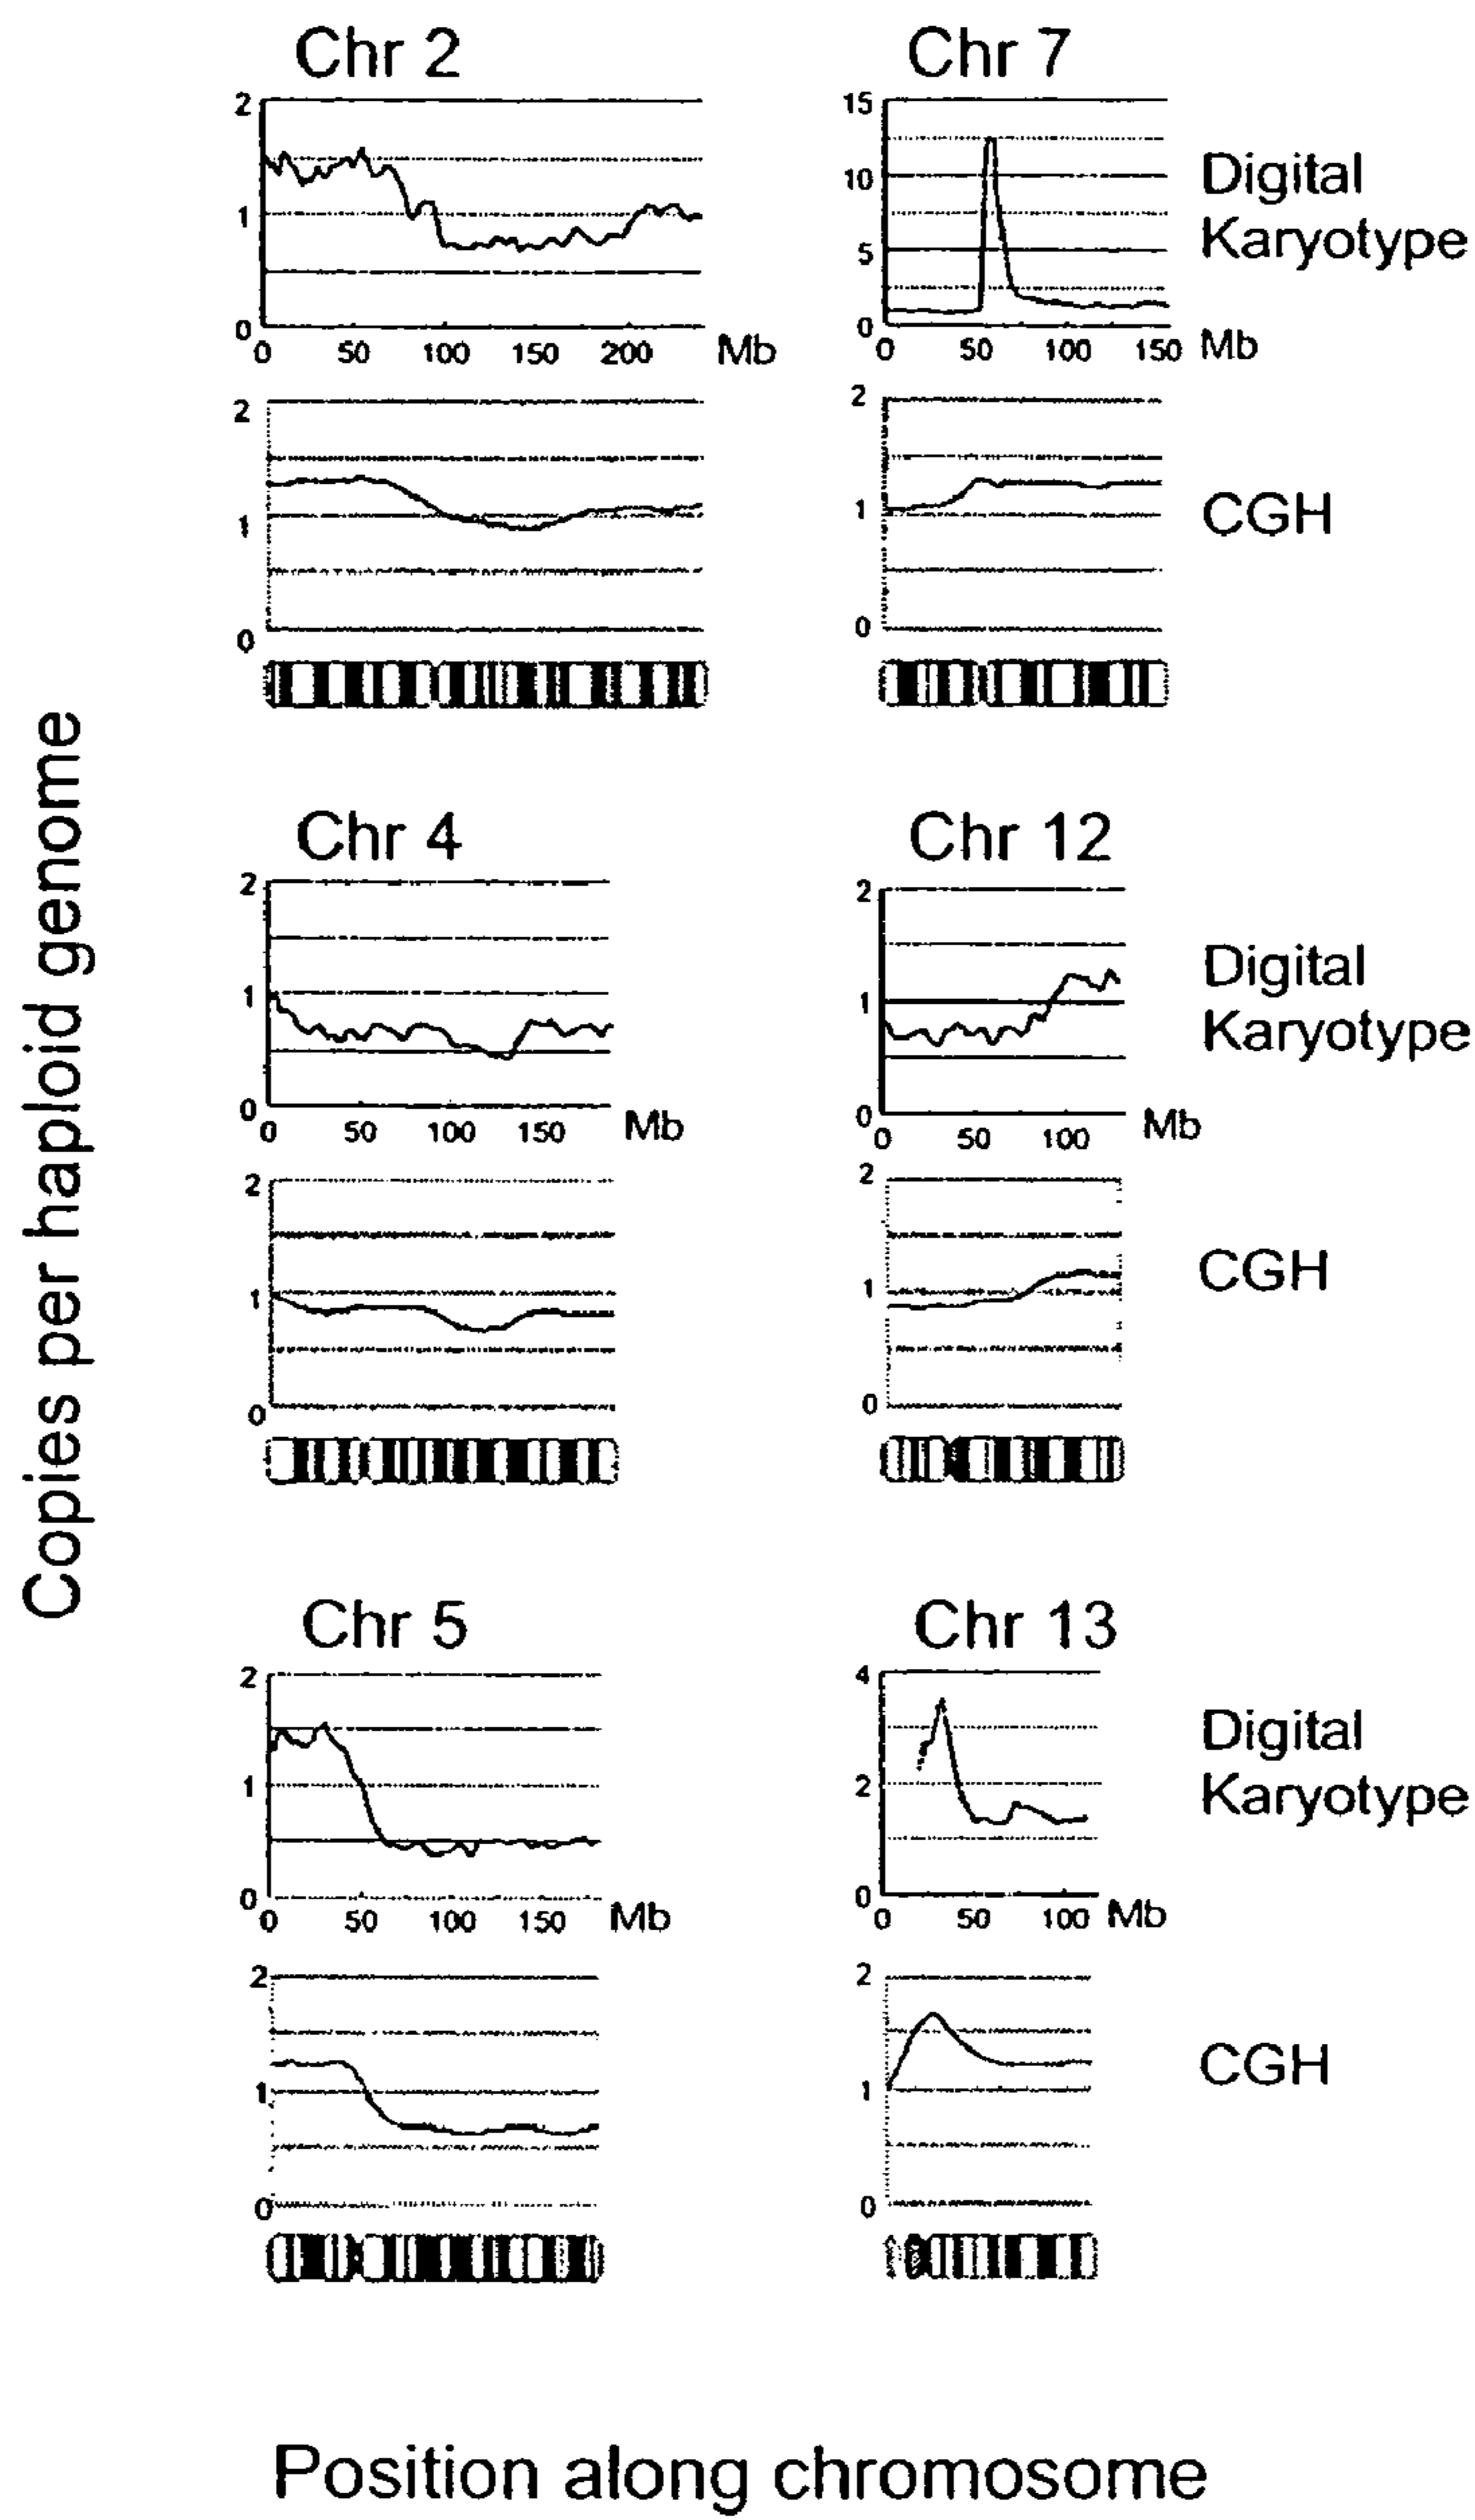 Chr 2
Chr 7
2
1
0
0 50 100 150 200 Mb
15
10
5
0
0 50 100 150 Mb
Digital
Karyotype
2
1
0
2
1
0
CGH
Copies per haploid genome
Chr 4
Chr 12
2
1
0
0 50 100 150 Mb
2
1
0
0 50 100 Mb
Digital
Karyotype
2
1
0
2
1
0
CGH
Chr 5
Chr 13
2
1
0
0 50 100 150 Mb
4
2
0
0 50 100 Mb
Digital
Karyotype
2
1
0
2
1
0
CGH
Position along chromosome